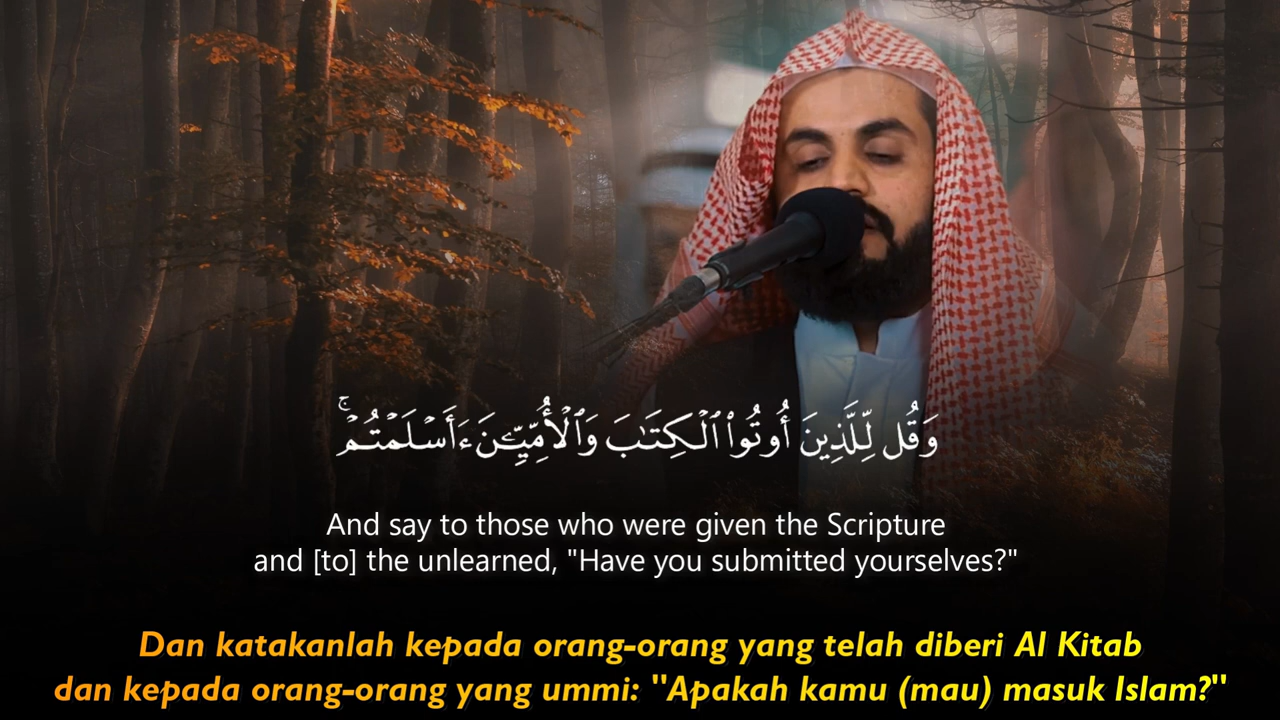 وَقُل لِّلَّذِينَ أُوتُوا۟ ٱلْكِتَـٰبَ وَٱلْأُمِّيِّـۧنَ ءَأَسْلَمْتُمْ ۚ
And say to those who were given the Scripture
and [to] the unlearned, "Have you submitted yourselves?"
Dan katakanlah kepada orang-orang yang telah diberi Al Kitab
dan kepada orang-orang yang ummi: "Apakah kamu (mau) masuk Islam?"